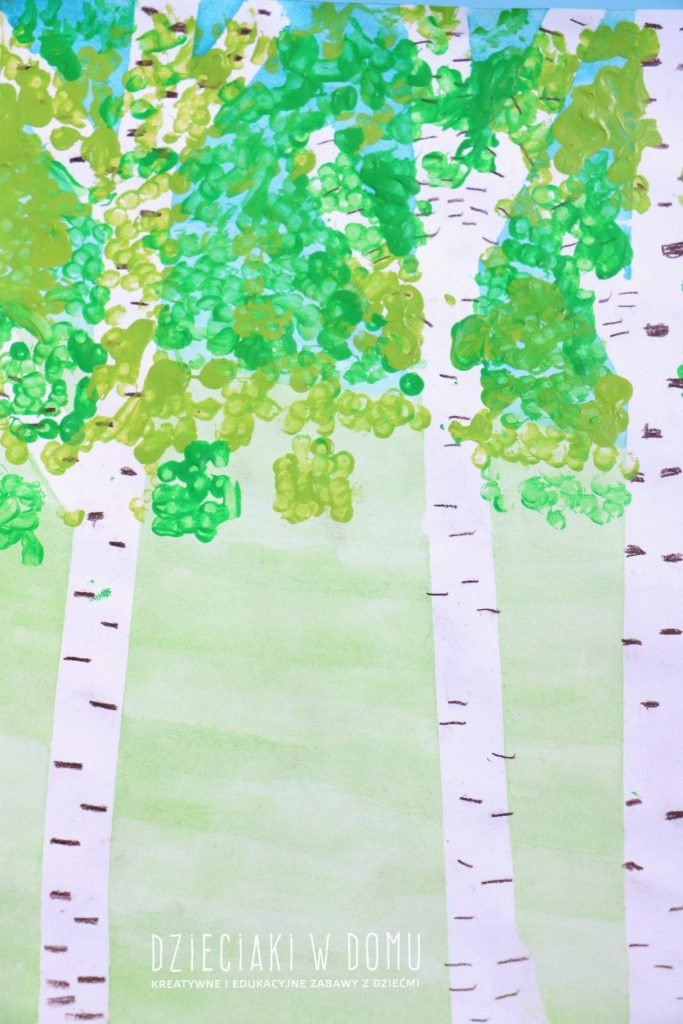 DZIECIAKI W DOMU
KREATYWNE I EDUKACYJNE ZABAWY Z DZIEĆMI